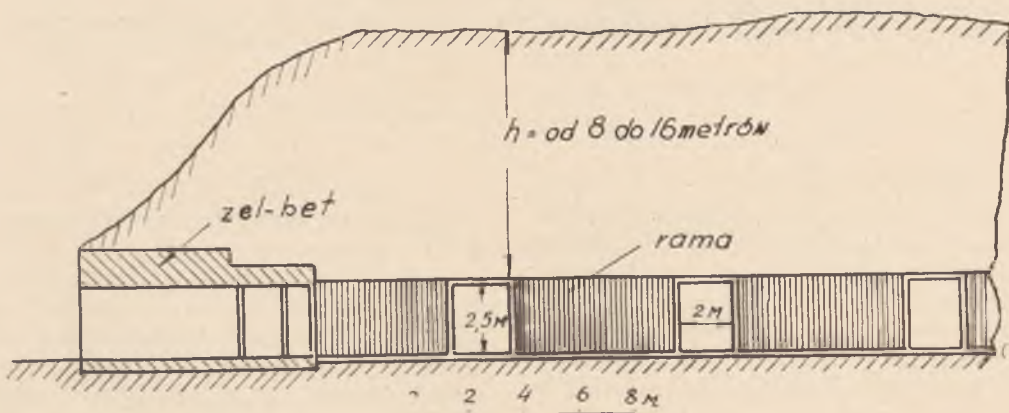 h = od 8 do 16 metrów
zel-bet
rama
2,5м
2м
2 4 6 8м